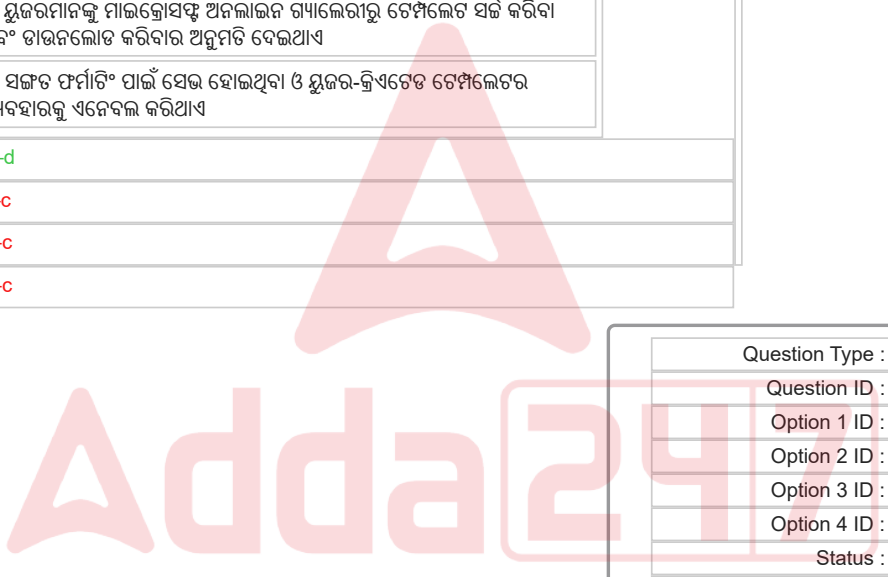 ୟୁଜରମାନଙ୍କୁ ମାଇକ୍ରୋସଫ୍ଟ ଅନଲାଇନ ଗ୍ୟାଲେରୀରୁ ଟେମ୍ପଲେଟ ସର୍ଚ୍ଚ କରିବା
ଡାଉନଲୋଡ କରିବାର ଅନୁମତି ଦେଇଥାଏ
ସଙ୍ଗତ ଫର୍ମାଟିଂ ପାଇଁ ସେଭ ହୋଇଥିବା ଓ ୟୁଜର-କ୍ରିଏଟେଡ ଟେମ୍ପଲେଟର
ଏନେବଲ କରିଥାଏ
-d
-c
-c
-c
Question Type :
Question ID :
Option 1 ID :
Option 2 ID :
Option 3 ID :
Option 4 ID :
Status :
Adda247